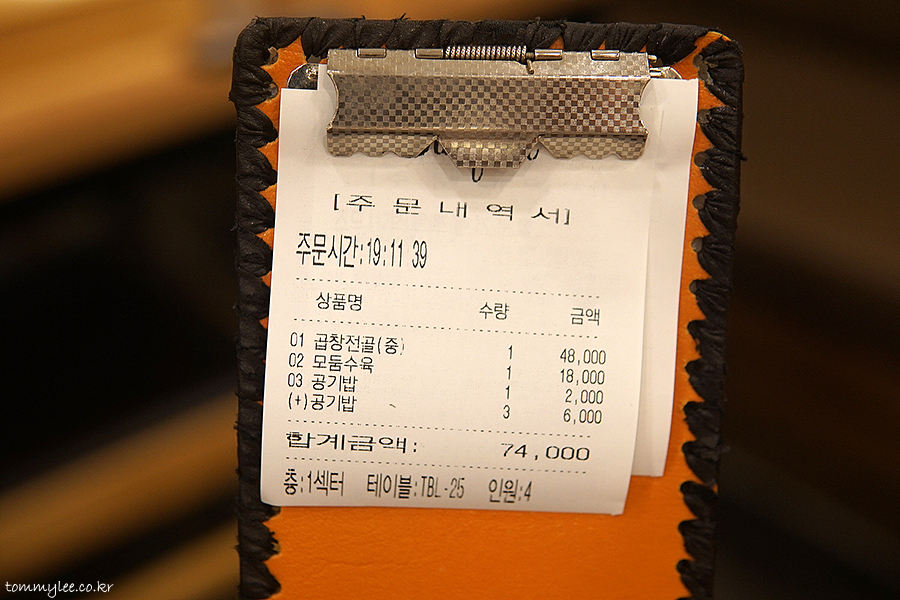 [주 문 내 역 서]
주문시간:19:11 39
상품명 수량 금액
01 곱창전골(중) 1 48,000
02 모둠수육 1 18,000
03 공기밥 1 2,000
(+)공기밥 3 6,000
합계금액: 74,000
층:1섹터 테이블:TBL-25 인원:4
tommylee.co.kr